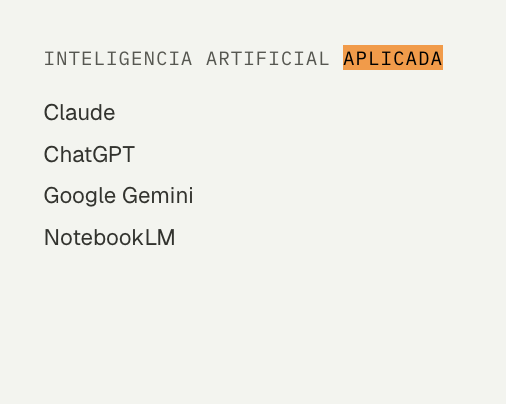 INTELIGENCIA ARTIFICIAL APLICADA
Claude
ChatGPT
Google Gemini
NotebookLM